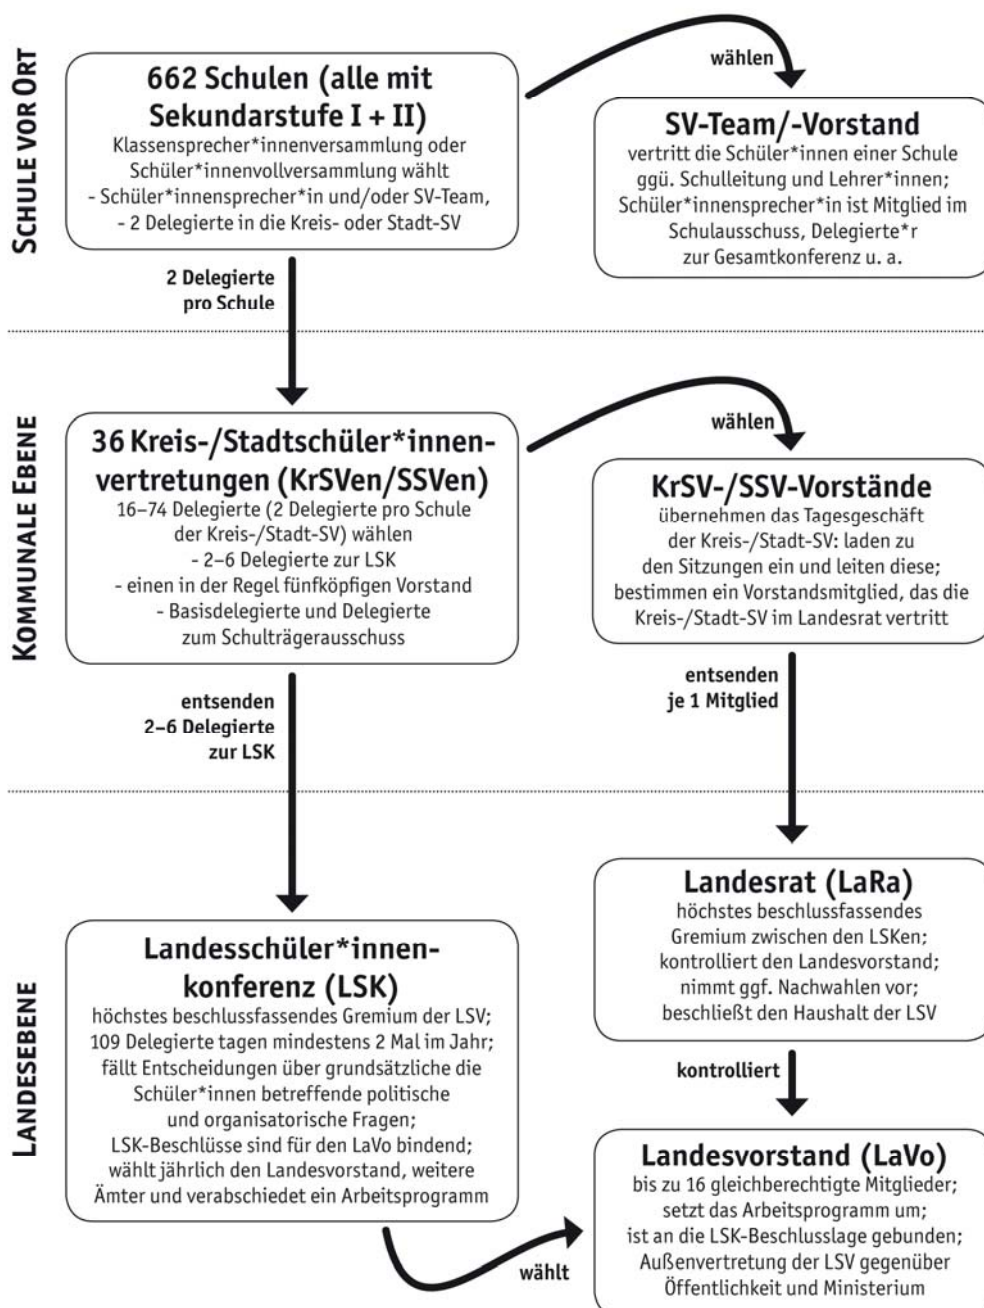 SCHULE VOR ORT
662 Schulen (alle mit
Sekundarstufe I + II)
Klassensprecher*innenversammlung oder
Schüler*innenvollversammlung wählt
- Schüler*innensprecher*in und/oder SV-Team,
- 2 Delegierte in die Kreis- oder Stadt-SV
wählen
SV-Team/-Vorstand
vertritt die Schüler*innen einer Schule
ggü. Schulleitung und Lehrer*innen;
Schüler*innensprecher*in ist Mitglied im
Schulausschuss, Delegierte*r
zur Gesamtkonferenz u. a.
2 Delegierte
pro Schule
KOMMUNALE EBENE
36 Kreis-/Stadtschüler*innen-
vertretungen (KrSVen/SSVen)
16–74 Delegierte (2 Delegierte pro Schule
der Kreis-/Stadt-SV) wählen
- 2–6 Delegierte zur LSK
- einen in der Regel fünfköpfigen Vorstand
- Basisdelegierte und Delegierte
zum Schulträgerausschuss
wählen
KrSV-/SSV-Vorstände
übernehmen das Tagesgeschäft
der Kreis-/Stadt-SV: laden zu
den Sitzungen ein und leiten diese;
bestimmen ein Vorstandsmitglied, das die
Kreis-/Stadt-SV im Landesrat vertritt
entsenden
2–6 Delegierte
zur LSK
entsenden
je 1 Mitglied
LANDESEBENE
Landesschüler*innen-
konferenz (LSK)
höchstes beschlussfassendes Gremium der LSV;
109 Delegierte tagen mindestens 2 Mal im Jahr;
fällt Entscheidungen über grundsätzliche die
Schüler*innen betreffende politische
und organisatorische Fragen;
LSK-Beschlüsse sind für den LaVo bindend;
wählt jährlich den Landesvorstand, weitere
Ämter und verabschiedet ein Arbeitsprogramm
Landesrat (LaRa)
höchstes beschlussfassendes
Gremium zwischen den LSKen;
kontrolliert den Landesvorstand;
nimmt ggf. Nachwahlen vor;
beschließt den Haushalt der LSV
kontrolliert
wählt
Landesvorstand (LaVo)
bis zu 16 gleichberechtigte Mitglieder;
setzt das Arbeitsprogramm um;
ist an die LSK-Beschlusslage gebunden;
Außenvertretung der LSV gegenüber
Öffentlichkeit und Ministerium